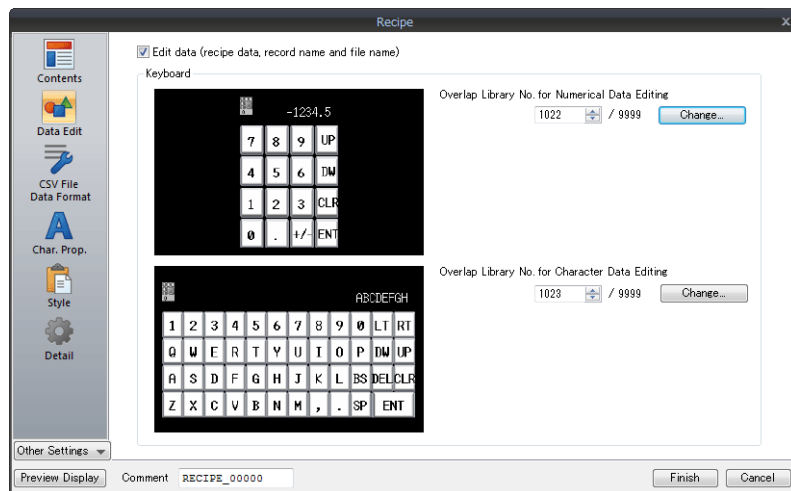 Recipe
x
Contents
Data Edit
CSV File
Data Format
Char. Prop.
Style
Detail
Other Settings
Edit data (recipe data, record name and file name)
Keyboard
-1234.5
7 8 9 UP
4 5 6 DW
1 2 3 CLR
0 . +/- ENT
Overlap Library No. for Numerical Data Editing
1022 / 9999 Change...
ABCDEFGH
1 2 3 4 5 6 7 8 9 0 LT RT
Q W E R T Y U I O P DW UP
A S D F G H J K L BS DEL CLR
Z X C V B N M , . SP ENT
Overlap Library No. for Character Data Editing
1023 / 9999 Change...
Preview Display Comment RECIPE_00000 Finish Cancel